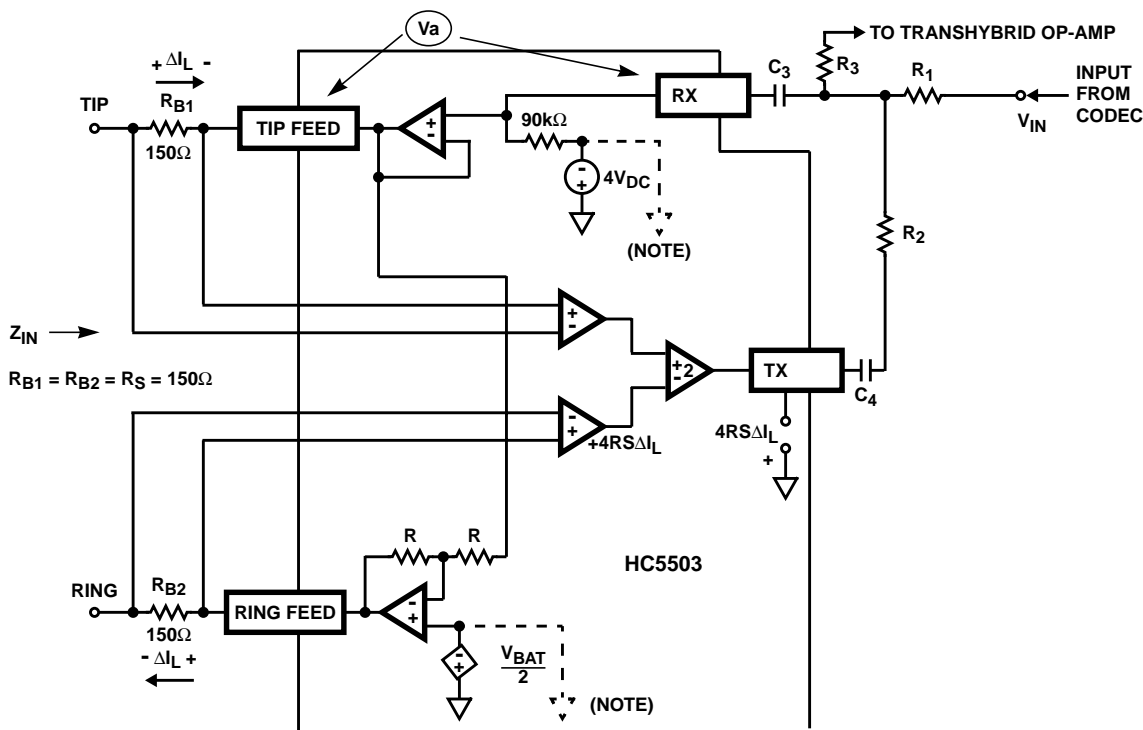 Va
TO TRANSHYBRID OP-AMP
+ ΔIL -
R3
C3
R1
INPUT
FROM
CODEC
TIP
RB1
RX
VIN
TIP FEED
+
-
90kΩ
150Ω
-
+
4VDC
(NOTE)
R2
+
-
ZIN
+
-
2
TX
RB1 = RB2 = RS = 150Ω
C4
-
+
+4RSΔIL
4RSΔIL
+
R
R
HC5503
RING
RB2
RING FEED
-
+
150Ω
-
+
VBAT
2
- ΔIL +
(NOTE)